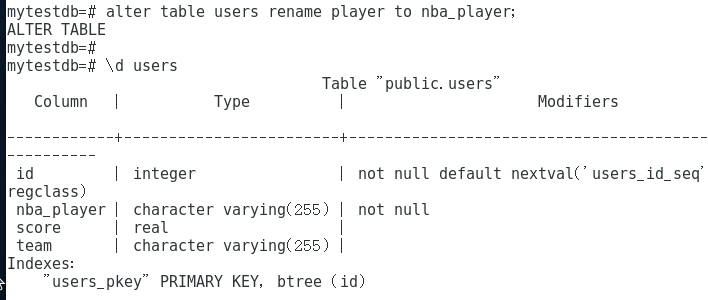 mytestdb=# alter table users rename player to nba_player;
ALTER TABLE
mytestdb=#
mytestdb=# \d users
Table "public.users"
Column | Type | Modifiers
------------+------------------------+----------------------------------------
----------
id | integer | not null default nextval('users_id_seq'
regclass)
nba_player | character varying(255) | not null
score | real |
team | character varying(255) |
Indexes:
"users_pkey" PRIMARY KEY, btree (id)